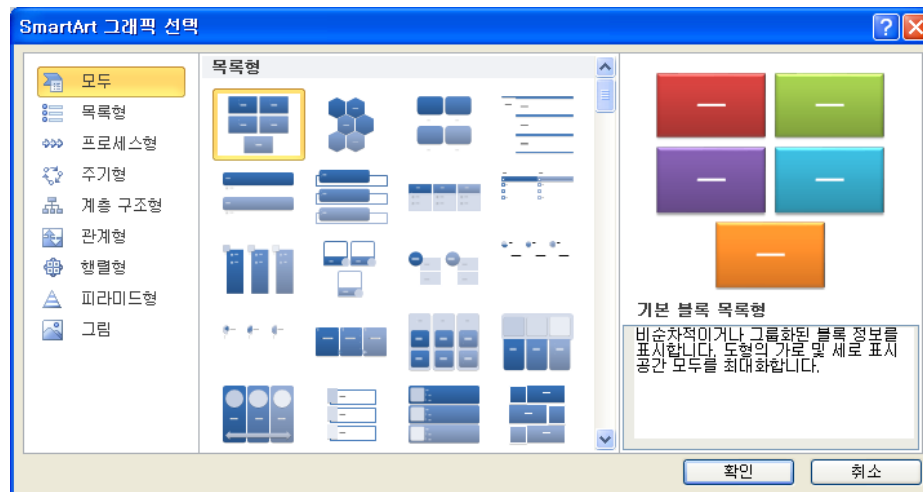 SmartArt 그래픽 선택
모두
목록형
프로세스형
주기형
계층 구조형
관계형
행렬형
피라미드형
그림
목록형
기본 블록 목록형
비순차적이거나 그룹화된 블록 정보를
표시합니다. 도형의 가로 및 세로 표시
공간 모두를 최대화합니다.
확인
취소